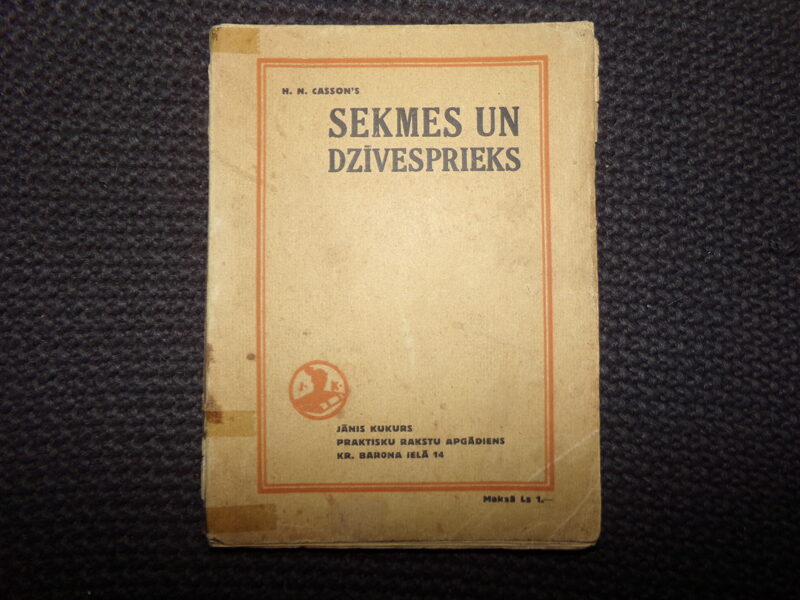 H. N. CASSON'S
SEKMES UN
DZĪVESPRIEKS
J. K.
JĀNIS KUKURS
PRAKTISKU RAKSTU APGĀDIENS
KR. BARONA IELĀ 14
Maksā Ls 1.—